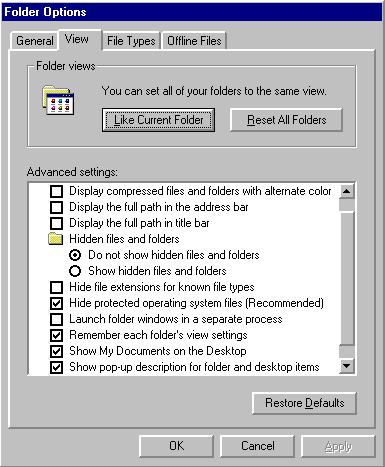 Folder Options
General View File Types Offline Files
Folder views
You can set all of your folders to the same view.
Like Current Folder Reset All Folders
Advanced settings:
Display compressed files and folders with alternate color
Display the full path in the address bar
Display the full path in title bar
Hidden files and folders
Do not show hidden files and folders
Show hidden files and folders
Hide file extensions for known file types
Hide protected operating system files (Recommended)
Launch folder windows in a separate process
Remember each folder's view settings
Show My Documents on the Desktop
Show pop-up description for folder and desktop items
Restore Defaults
OK Cancel Apply